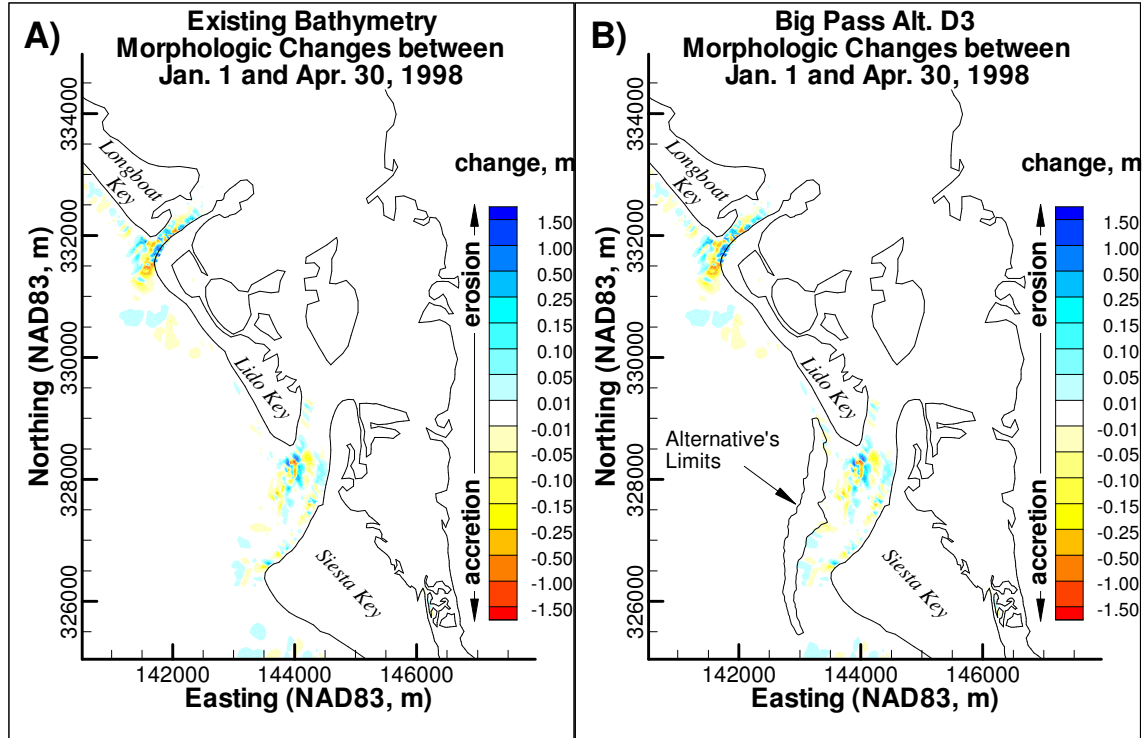 A)
Existing Bathymetry
Morphologic Changes between
Jan. 1 and Apr. 30, 1998
Northing (NAD83, m)
334000
332000
330000
328000
326000
Longboat
Key
Lido Key
Siesta Key
change, m
erosion
accretion
1.50
1.00
0.50
0.25
0.15
0.10
0.05
0.01
-0.01
-0.05
-0.10
-0.15
-0.25
-0.50
-1.00
-1.50
142000
144000
146000
Easting (NAD83, m)
B)
Big Pass Alt. D3
Morphologic Changes between
Jan. 1 and Apr. 30, 1998
Northing (NAD83, m)
334000
332000
330000
328000
326000
Longboat
Key
Lido Key
Alternative's
Limits
Siesta Key
change, m
erosion
accretion
1.50
1.00
0.50
0.25
0.15
0.10
0.05
0.01
-0.01
-0.05
-0.10
-0.15
-0.25
-0.50
-1.00
-1.50
142000
144000
146000
Easting (NAD83, m)